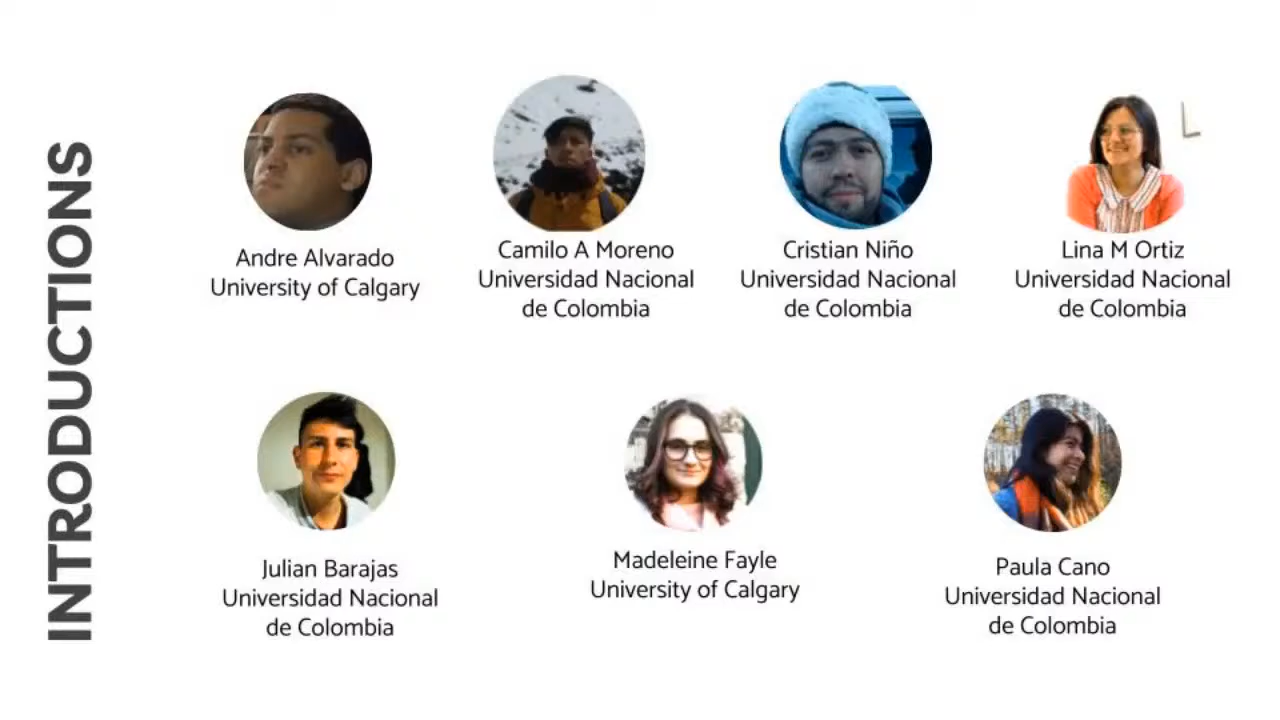 INTRODUCTIONS
Andre Alvarado
University of Calgary
Camilo A Moreno
Universidad Nacional
de Colombia
Cristian Niño
Universidad Nacional
de Colombia
Lina M Ortiz
Universidad Nacional
de Colombia
Julian Barajas
Universidad Nacional
de Colombia
Madeleine Fayle
University of Calgary
Paula Cano
Universidad Nacional
de Colombia